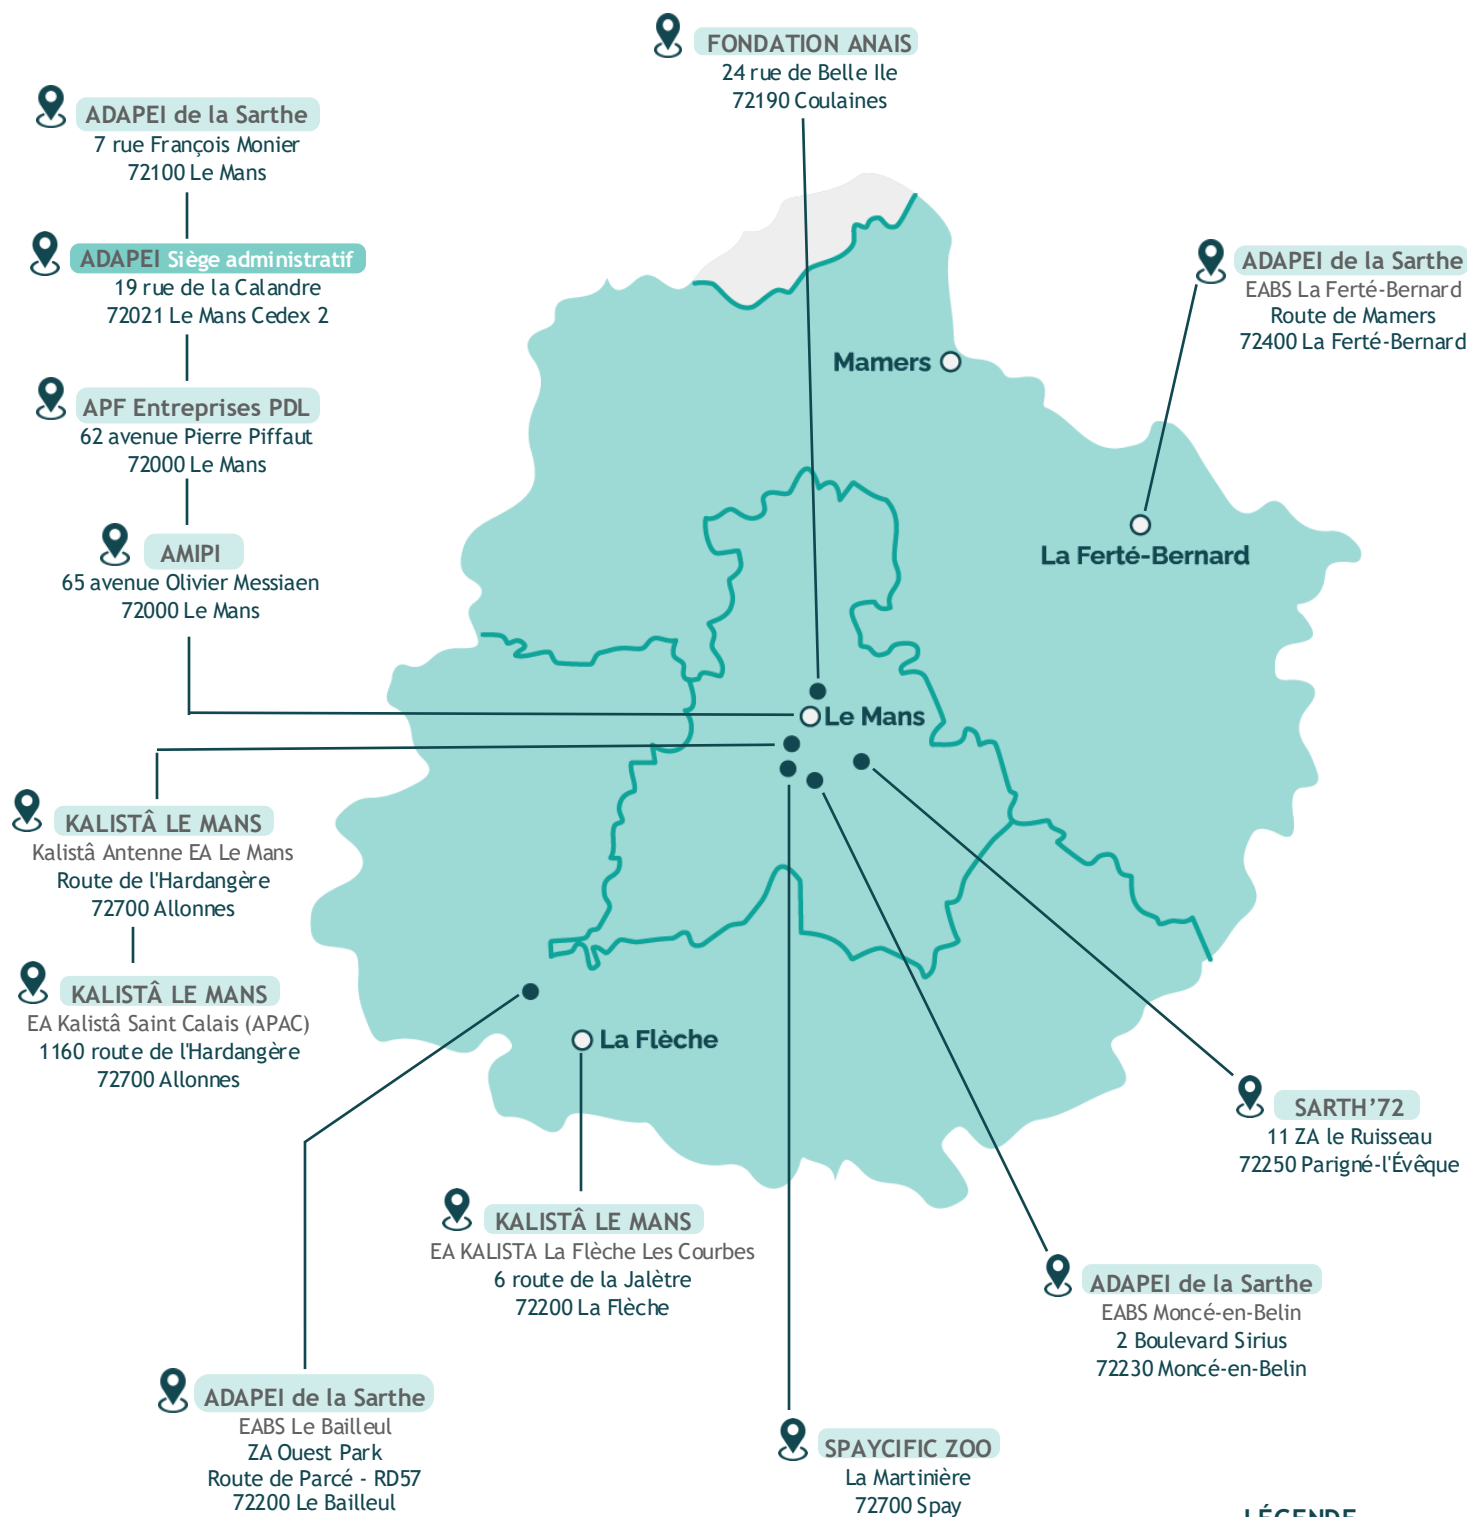 FONDATION ANAIS
24 rue de Belle Ile
72190 Coulaines
ADAPEI de la Sarthe
7 rue François Monier
72100 Le Mans
ADAPEI Siège administratif
19 rue de la Calandre
72021 Le Mans Cedex 2
APF Entreprises PDL
62 avenue Pierre Piffaut
72000 Le Mans
AMIPI
65 avenue Olivier Messiaen
72000 Le Mans
ADAPEI de la Sarthe
EABS La Ferté-Bernard
Route de Mamers
72400 La Ferté-Bernard
Mamers
La Ferté-Bernard
Le Mans
La Flèche
KALISTÂ LE MANS
Kalistâ Antenne EA Le Mans
Route de l'Hardangère
72700 Allonnes
KALISTÂ LE MANS
EA Kalistâ Saint Calais (APAC)
1160 route de l'Hardangère
72700 Allonnes
SARTH’72
11 ZA le Ruisseau
72250 Parigné-l'Évêque
KALISTÂ LE MANS
EA KALISTA La Flèche Les Courbes
6 route de la Jalètre
72200 La Flèche
ADAPEI de la Sarthe
EABS Moncé-en-Belin
2 Boulevard Sirius
72230 Moncé-en-Belin
ADAPEI de la Sarthe
EABS Le Bailleul
ZA Ouest Park
Route de Parcé - RD57
72200 Le Bailleul
SPAYCIFIC ZOO
La Martinière
72700 Spay
LÉGENDE